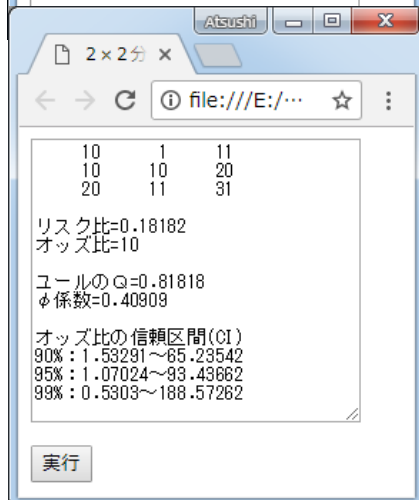 Atsushi
2×2分
file:///E:/…
10 1 11
10 10 20
20 11 31
リスク比=0.18182
オッズ比=10
ユールのQ=0.81818
φ係数=0.40909
オッズ比の信頼区間(CI)
90%:1.53291～65.23542
95%:1.07024～93.43662
99%:0.5303～188.57262
実行